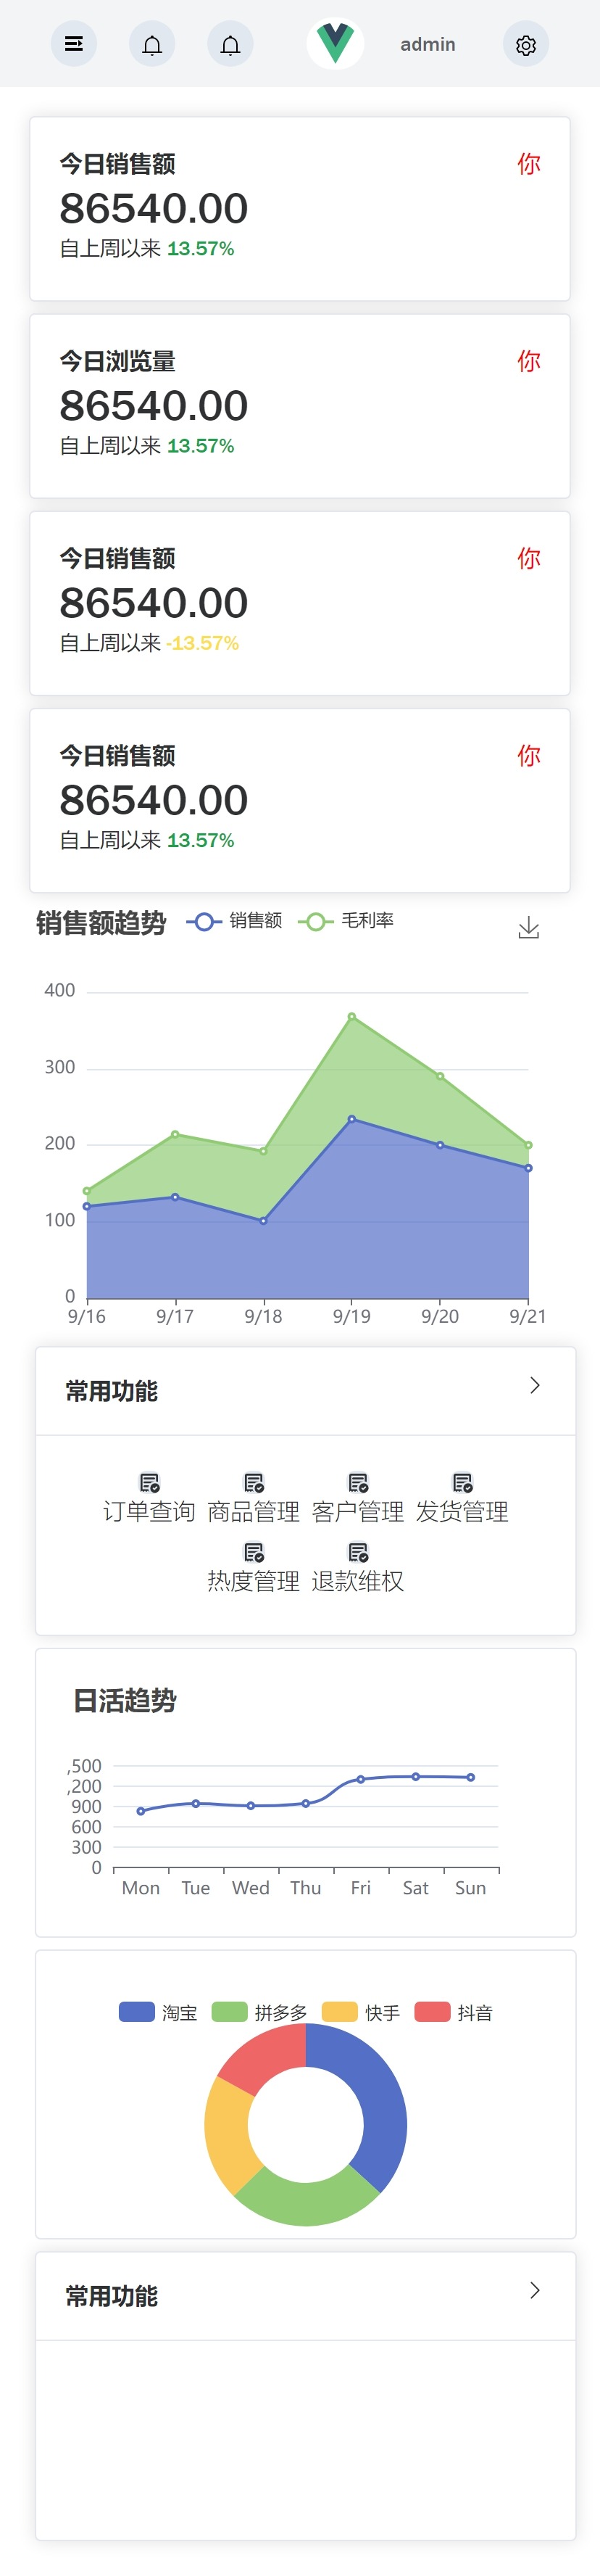 admin
今日销售额 你
86540.00
自上周以来 13.57%
今日浏览量 你
86540.00
自上周以来 13.57%
今日销售额 你
86540.00
自上周以来 -13.57%
今日销售额 你
86540.00
自上周以来 13.57%
销售额趋势 销售额 毛利率
400
300
200
100
0
9/16 9/17 9/18 9/19 9/20 9/21
常用功能
订单查询 商品管理 客户管理 发货管理
热度管理 退款维权
日活趋势
,500
,200
900
600
300
0
Mon Tue Wed Thu Fri Sat Sun
淘宝 拼多多 快手 抖音
常用功能